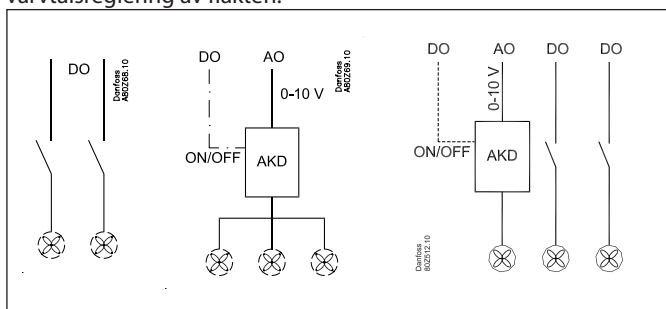 varvtalsreglering av fläkten.
DO
Danfoss
A80Z68.10
DO
AO
0-10 V
Danfoss
A80Z69.10
ON/OFF
AKD
DO
AO
DO
DO
0-10 V
ON/OFF
AKD
Danfoss
80Z612.10